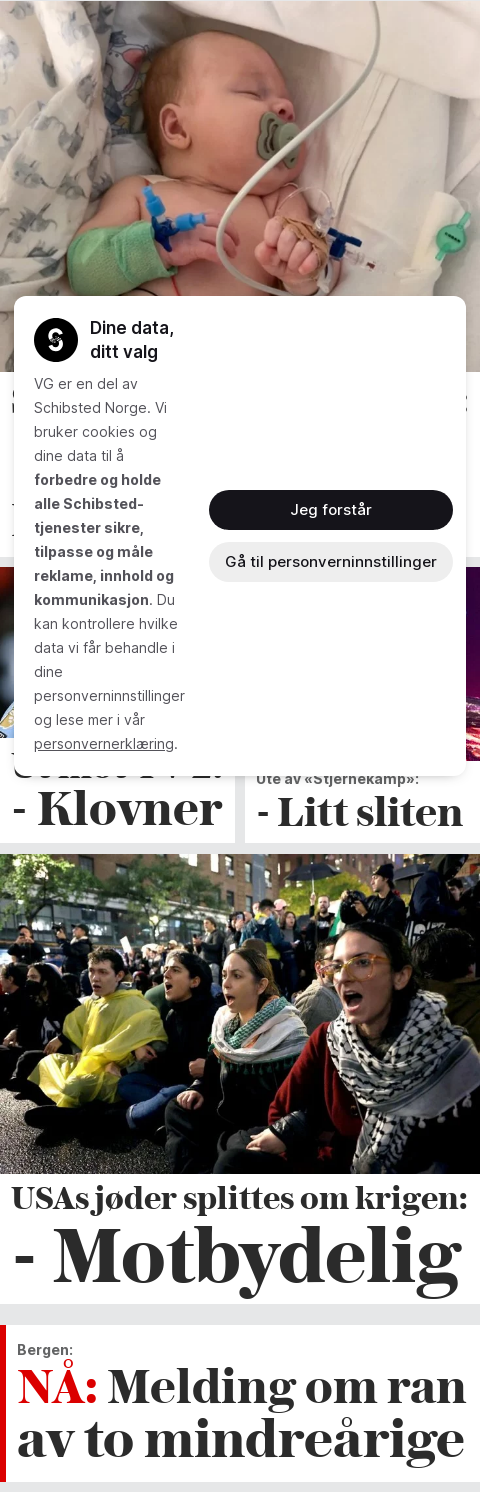 Dine data,
ditt valg
VG er en del av
Schibsted Norge. Vi
bruker cookies og
dine data til å
forbedre og holde
alle Schibsted-
tjenester sikre,
tilpasse og måle
reklame, innhold og
kommunikasjon. Du
kan kontrollere hvilke
data vi får behandle i
dine
personverninnstillinger
og lese mer i vår
personvernerklæring.
Jeg forstår
Gå til personverninnstillinger
- Klovner
Ute av «Stjernekamp»:
- Litt sliten
USAs jøder splittes om krigen:
- Motbydelig
Bergen:
NÅ: Melding om ran
av to mindreårige